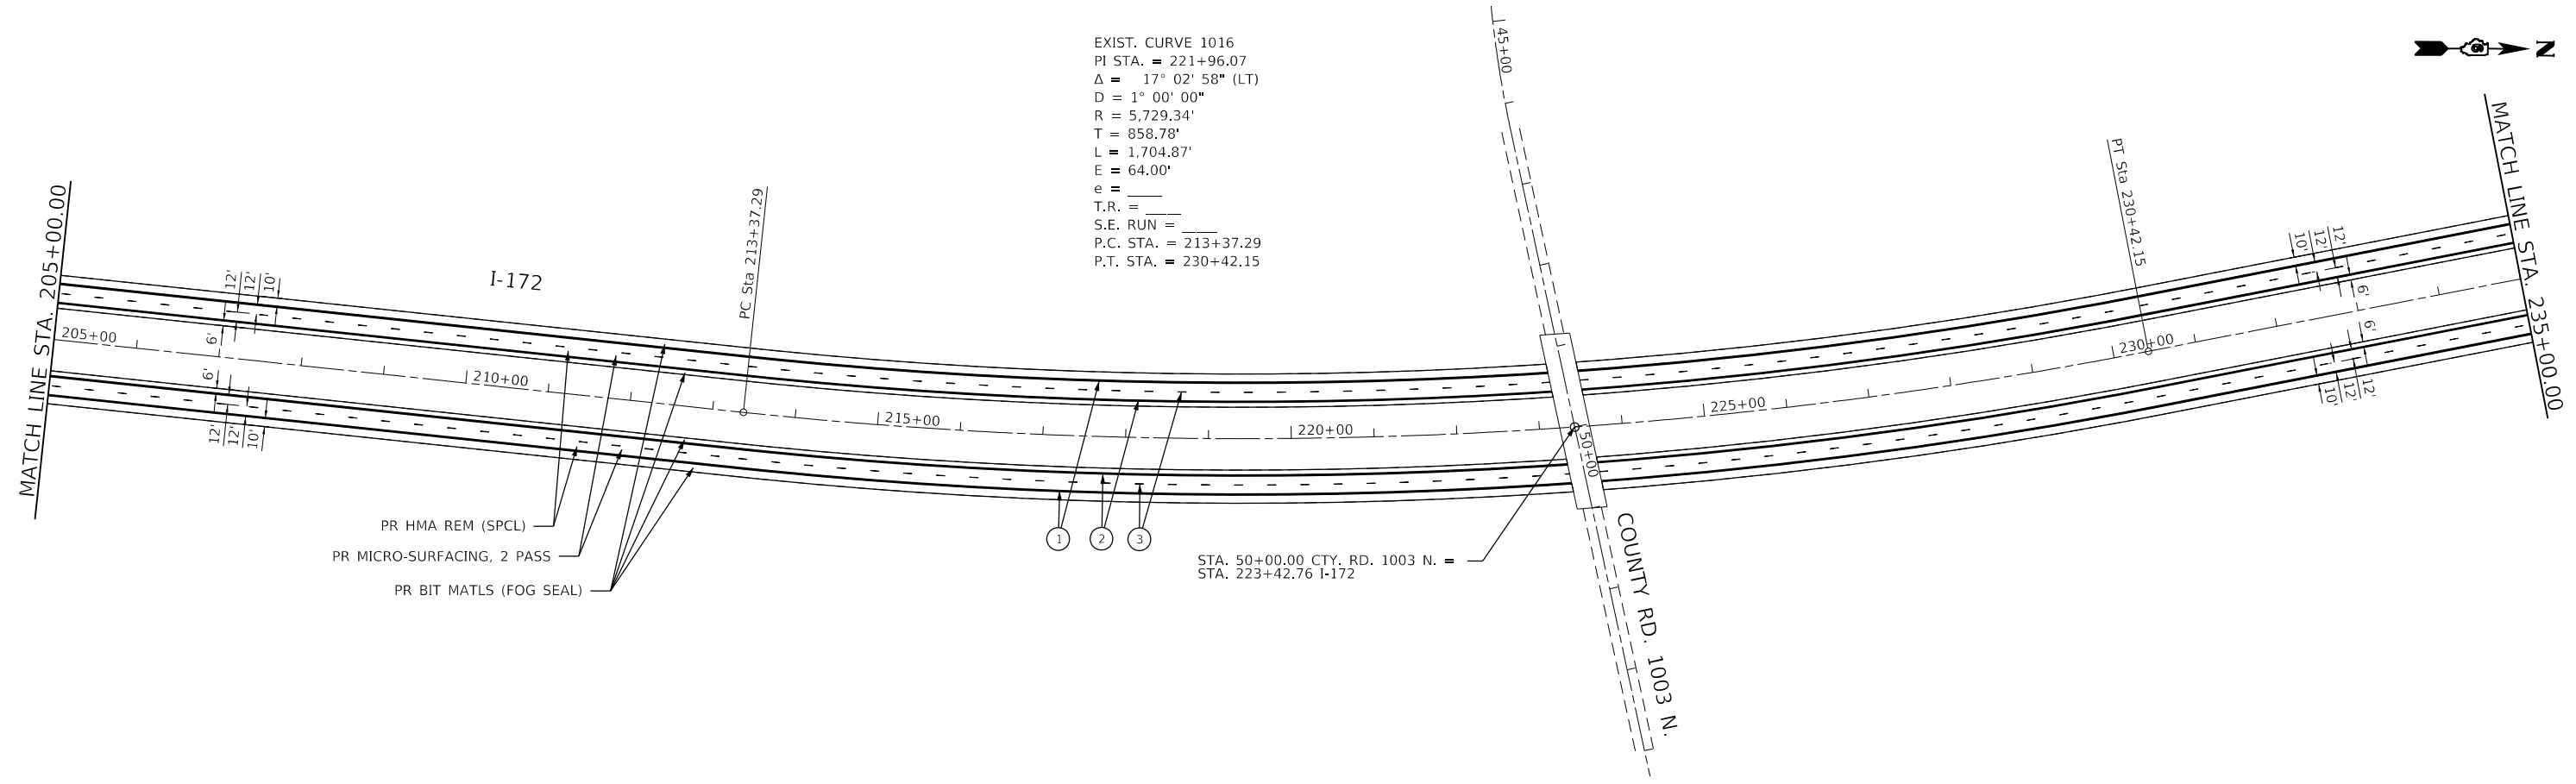 EXIST. CURVE 1016
PI STA. = 221+96.07
Δ = 17° 02' 58" (LT)
D = 1° 00' 00"
R = 5,729.34'
T = 858.78'
L = 1,704.87'
E = 64.00'
e = ____
T.R. = ____
S.E. RUN = ____
P.C. STA. = 213+37.29
P.T. STA. = 230+42.15
45+00
N
MATCH LINE STA. 205+00.00
I-172
PC Sta 213+37.29
PT Sta 230+42.15
MATCH LINE STA. 235+00.00
12'
12'
10'
6'
6'
12'
12'
10'
10'
12'
12'
6'
6'
10'
12'
12'
205+00
210+00
215+00
220+00
225+00
230+00
50+00
PR HMA REM (SPCL)
PR MICRO-SURFACING, 2 PASS
PR BIT MATLS (FOG SEAL)
1
2
3
STA. 50+00.00 CTY. RD. 1003 N. =
STA. 223+42.76 I-172
COUNTY RD. 1003 N.